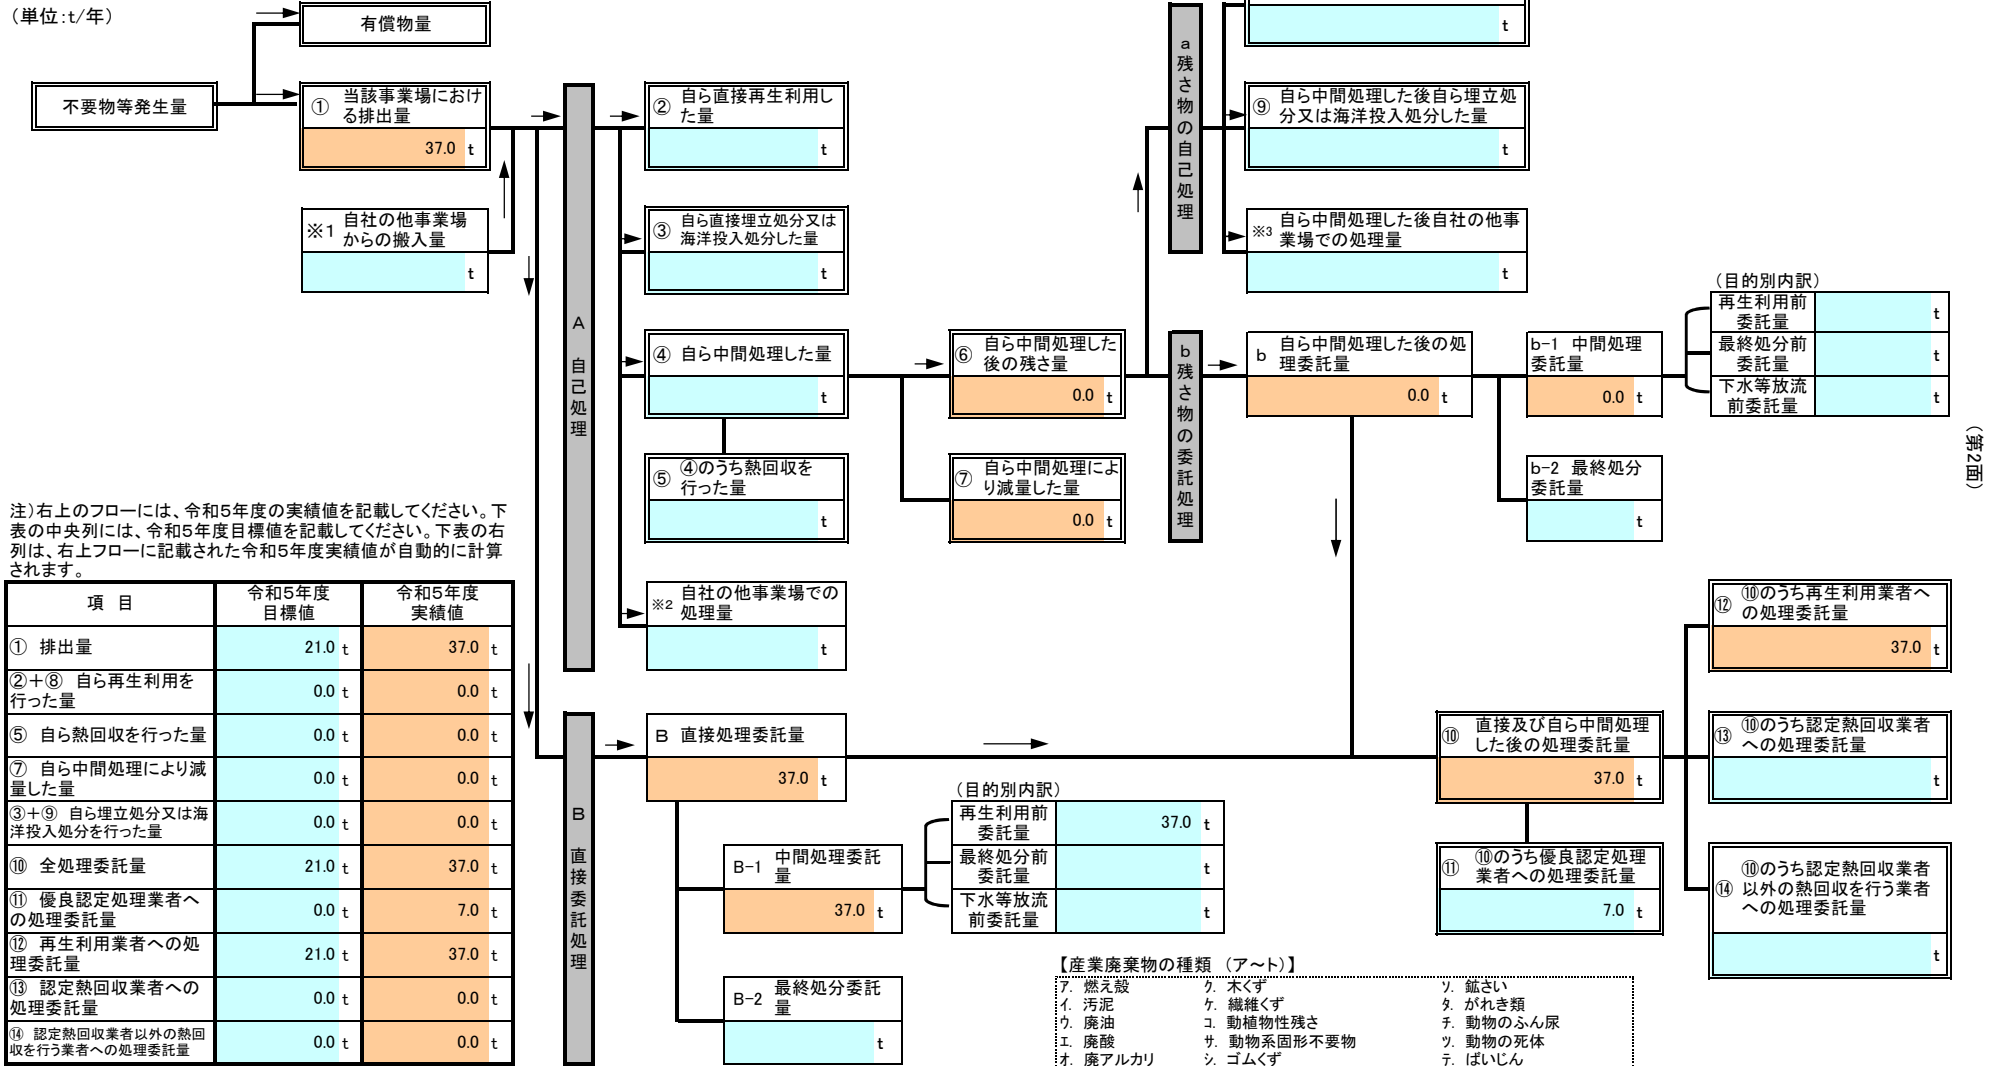 (単位:t/年)
有償物量
不要物等発生量
① 当該事業場におけ
る排出量
37.0 t
※1 自社の他事業場
からの搬入量
t
A 自己処理
② 自ら直接再生利用し
た量
t
③ 自ら直接埋立処分又は
海洋投入処分した量
t
④ 自ら中間処理した量
t
⑤ ④のうち熱回収を
行った量
t
※2 自社の他事業場での
処理量
t
⑥ 自ら中間処理した
後の残さ量
0.0 t
⑦ 自ら中間処理によ
り減量した量
0.0 t
a 残さ物の自己処理
t
⑨ 自ら中間処理した後自ら埋立処
分又は海洋投入処分した量
t
※3 自ら中間処理した後自社の他事
業場での処理量
t
b 残さ物の委託処理
b 自ら中間処理した後の処
理委託量
0.0 t
b-1 中間処理
委託量
0.0 t
b-2 最終処分
委託量
t
(目的別内訳)
再生利用前
委託量
t
最終処分前
委託量
t
下水等放流
前委託量
t
(第2面)
注)右上のフローには、令和5年度の実績値を記載してください。下
表の中央列には、令和5年度目標値を記載してください。下表の右
列は、右上フローに記載された令和5年度実績値が自動的に計算
されます。
項 目 令和5年度 令和5年度
目標値 実績値
① 排出量 21.0 t 37.0 t
②+⑧ 自ら再生利用を
行った量 0.0 t 0.0 t
⑤ 自ら熱回収を行った量 0.0 t 0.0 t
⑦ 自ら中間処理により減
量した量 0.0 t 0.0 t
③+⑨ 自ら埋立処分又は海
洋投入処分を行った量 0.0 t 0.0 t
⑩ 全処理委託量 21.0 t 37.0 t
⑪ 優良認定処理業者へ
の処理委託量 0.0 t 7.0 t
⑫ 再生利用業者への処
理委託量 21.0 t 37.0 t
⑬ 認定熱回収業者への
処理委託量 0.0 t 0.0 t
⑭ 認定熱回収業者以外の熱回
収を行う業者への処理委託量 0.0 t 0.0 t
B 直接委託処理
B 直接処理委託量
37.0 t
B-1 中間処理委託
量
37.0 t
B-2 最終処分委託
量
t
(目的別内訳)
再生利用前
委託量
37.0 t
最終処分前
委託量
t
下水等放流
前委託量
t
⑩ 直接及び自ら中間処理
した後の処理委託量
37.0 t
⑪ ⑩のうち優良認定処理
業者への処理委託量
7.0 t
⑫ ⑩のうち再生利用業者へ
の処理委託量
37.0 t
⑬ ⑩のうち認定熱回収業者
への処理委託量
t
⑭ ⑩のうち認定熱回収業者
以外の熱回収を行う業者
への処理委託量
t
【産業廃棄物の種類 (ア~ト)】
ア. 燃え殻 ク. 木くず ソ. 鉱さい
イ. 汚泥 ケ. 繊維くず タ. がれき類
ウ. 廃油 コ. 動植物性残さ チ. 動物のふん尿
エ. 廃酸 サ. 動物系固形不要物 ツ. 動物の死体
オ. 廃アルカリ シ. ゴムくず テ. ばいじん